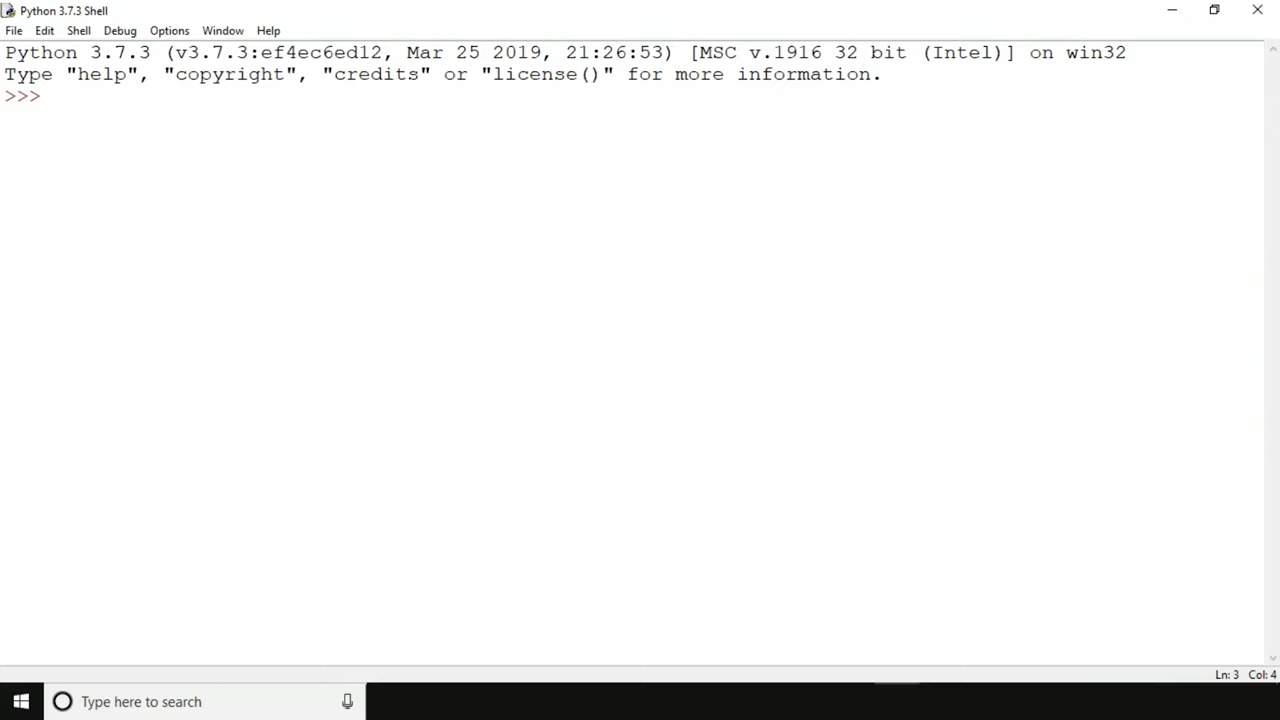 Python 3.7.3 Shell
File Edit Shell Debug Options Window Help
Python 3.7.3 (v3.7.3:ef4ec6ed12, Mar 25 2019, 21:26:53) [MSC v.1916 32 bit (Intel)] on win32
Type "help", "copyright", "credits" or "license()" for more information.
>>>
Ln: 3 Col: 4
Type here to search